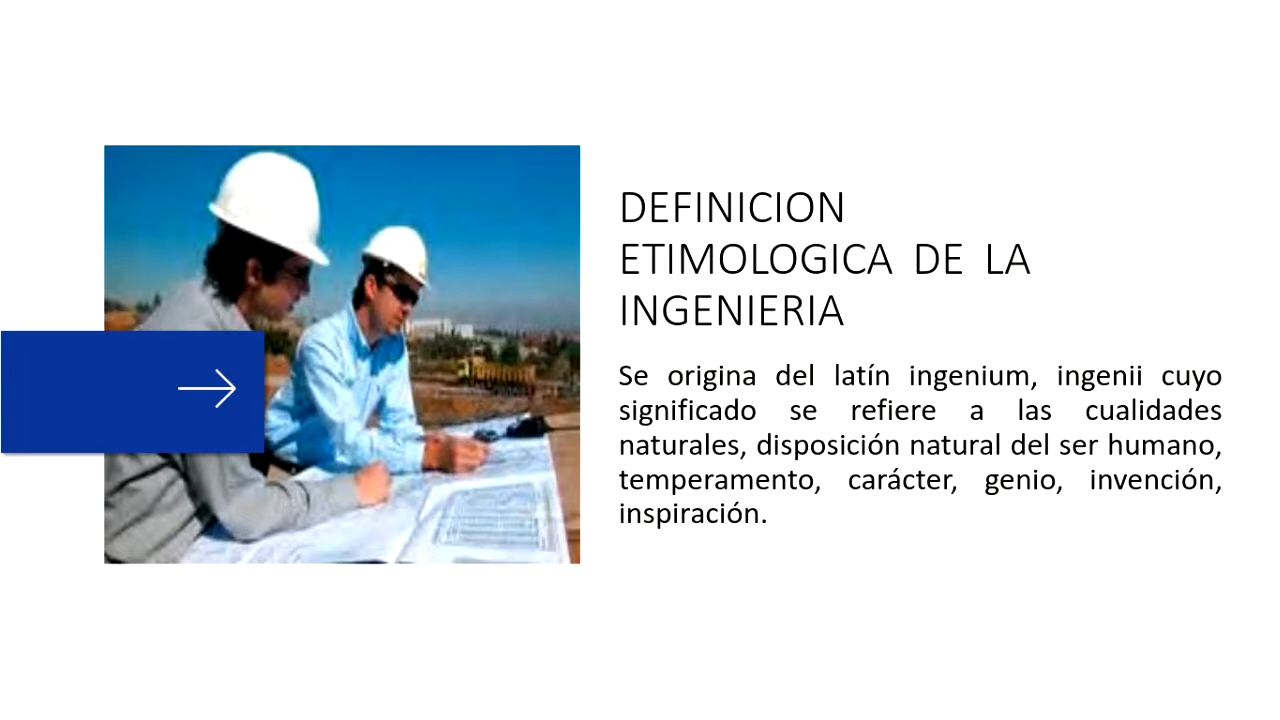 DEFINICION
ETIMOLOGICA DE LA
INGENIERIA
Se origina del latín ingenium, ingenii cuyo
significado se refiere a las cualidades
naturales, disposición natural del ser humano,
temperamento, carácter, genio, invención,
inspiración.